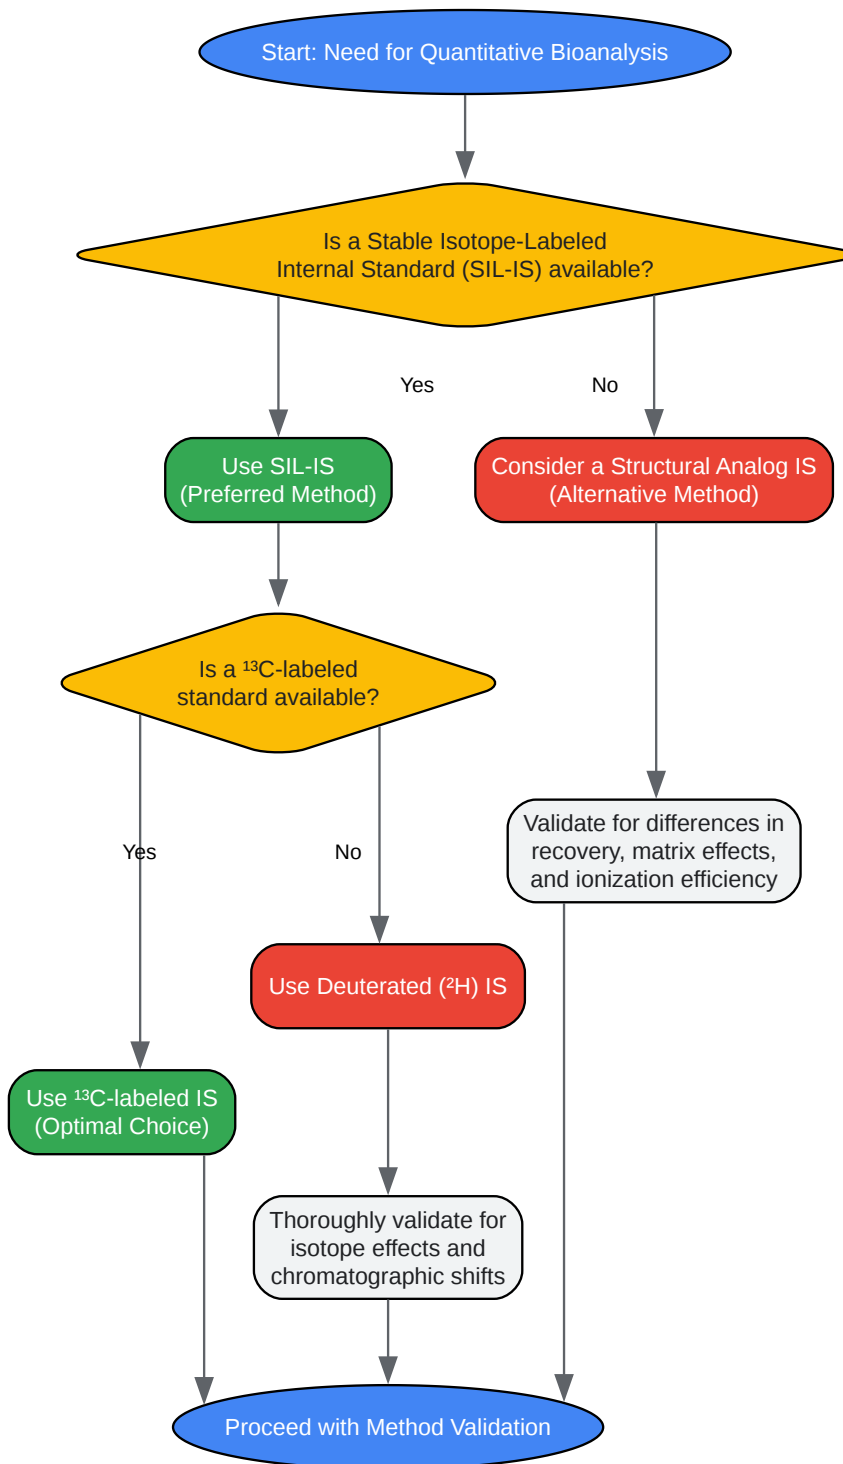 Start: Need for Quantitative Bioanalysis
Is a Stable Isotope-Labeled
Internal Standard (SIL-IS) available?
Yes
No
Use SIL-IS
(Preferred Method)
Consider a Structural Analog IS
(Alternative Method)
Is a ¹³C-labeled
standard available?
Yes
No
Validate for differences in
recovery, matrix effects,
and ionization efficiency
Use Deuterated (²H) IS
Use ¹³C-labeled IS
(Optimal Choice)
Thoroughly validate for
isotope effects and
chromatographic shifts
Proceed with Method Validation